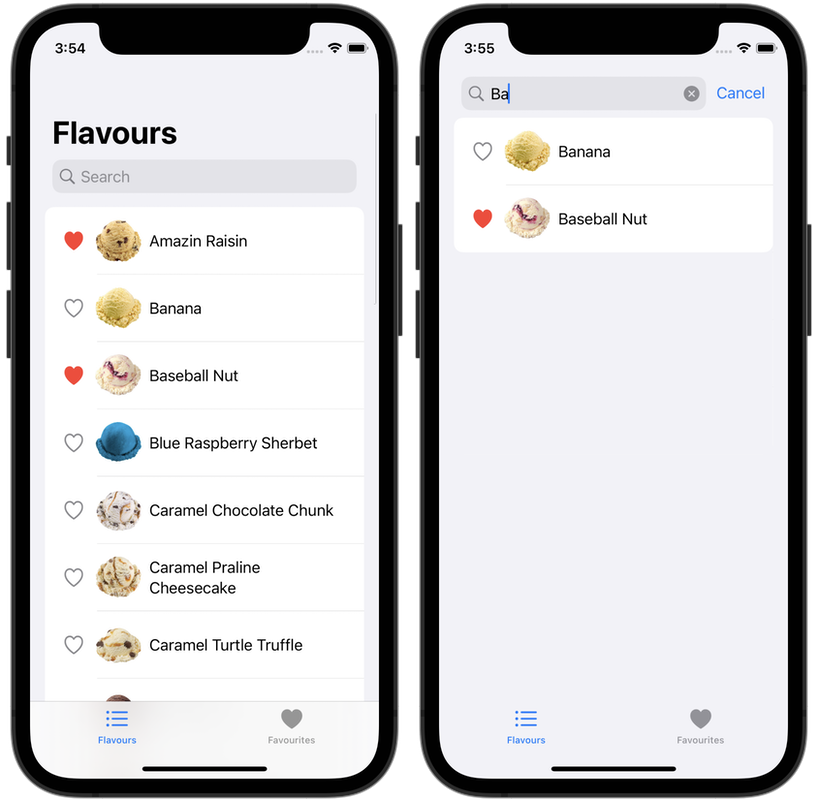 3:54
Flavours
Search
Amazin Raisin
Banana
Baseball Nut
Blue Raspberry Sherbet
Caramel Chocolate Chunk
Caramel Praline
Cheesecake
Caramel Turtle Truffle
Flavours
Favourites
3:55
Ba
Cancel
Banana
Baseball Nut
Flavours
Favourites